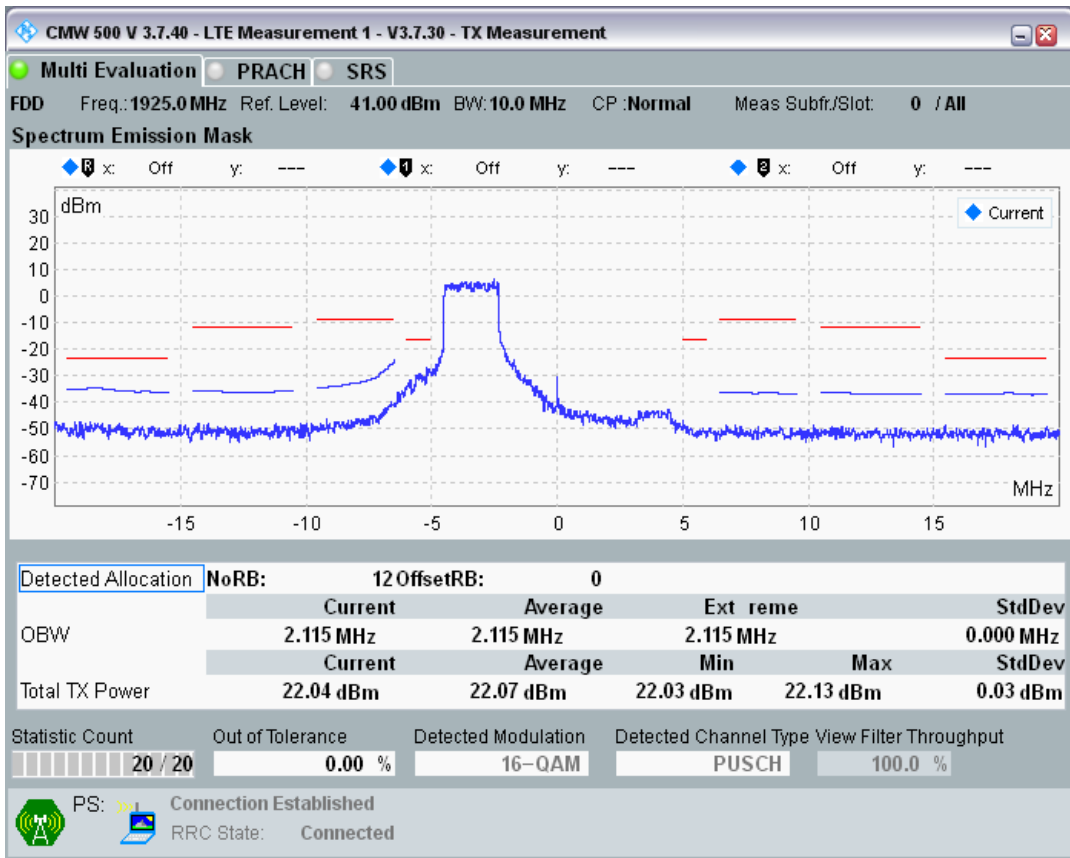 CMW 500 V 3.7.40 - LTE Measurement 1 - V3.7.30 - TX Measurement
Multi Evaluation PRACH SRS
FDD Freq.: 1925.0 MHz Ref. Level: 41.00 dBm BW: 10.0 MHz CP : Normal Meas Subfr./Slot: 0 / All
Spectrum Emission Mask
R x: Off y: --- 1 x: Off y: --- 2 x: Off y: ---
dBm
Current
30
20
10
0
-10
-20
-30
-40
-50
-60
-70
MHz
-15 -10 -5 0 5 10 15
Detected Allocation NoRB: 12 OffsetRB: 0
Current Average Ext reme StdDev
OBW 2.115 MHz 2.115 MHz 2.115 MHz 0.000 MHz
Current Average Min Max StdDev
Total TX Power 22.04 dBm 22.07 dBm 22.03 dBm 22.13 dBm 0.03 dBm
Statistic Count Out of Tolerance Detected Modulation Detected Channel Type View Filter Throughput
20 / 20 0.00 % 16-QAM PUSCH 100.0 %
PS: Connection Established
RRC State: Connected